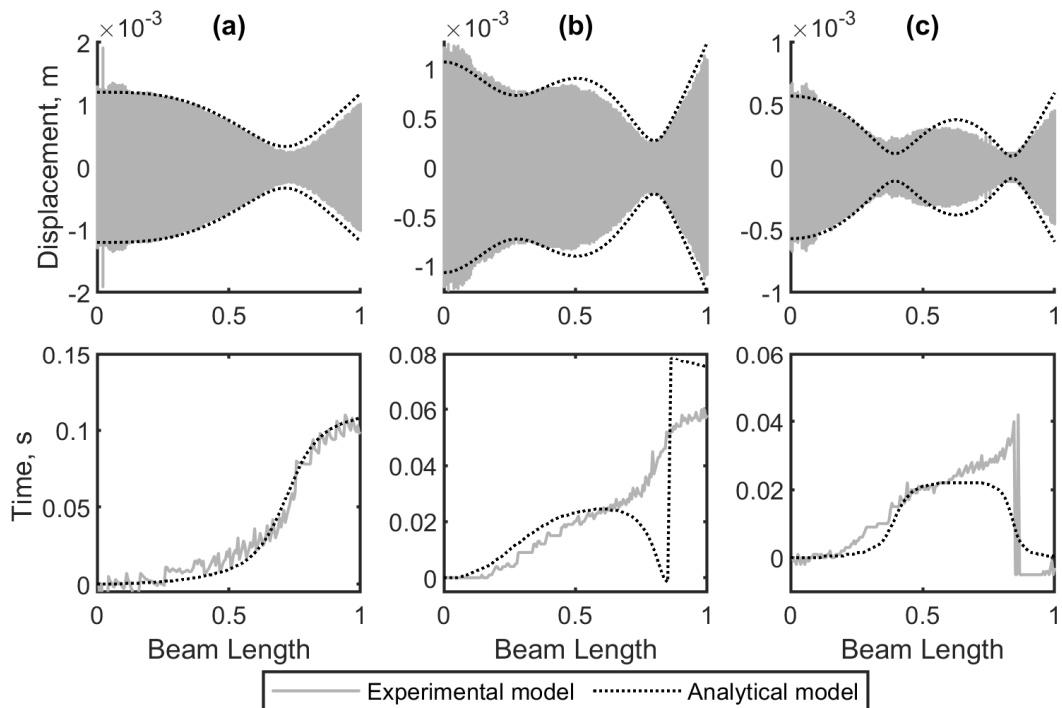 ×10⁻³ (a) ×10⁻³ (b) ×10⁻³ (c)
Displacement, m
2
1
0
-1
-2
0 0.5 1
1
0.5
0
-0.5
-1
0 0.5 1
1
0.5
0
-0.5
-1
0 0.5 1
Time, s
0.15
0.1
0.05
0
0 0.5 1
Beam Length
0.08
0.06
0.04
0.02
0
0 0.5 1
Beam Length
0.06
0.04
0.02
0
0 0.5 1
Beam Length
Experimental model Analytical model